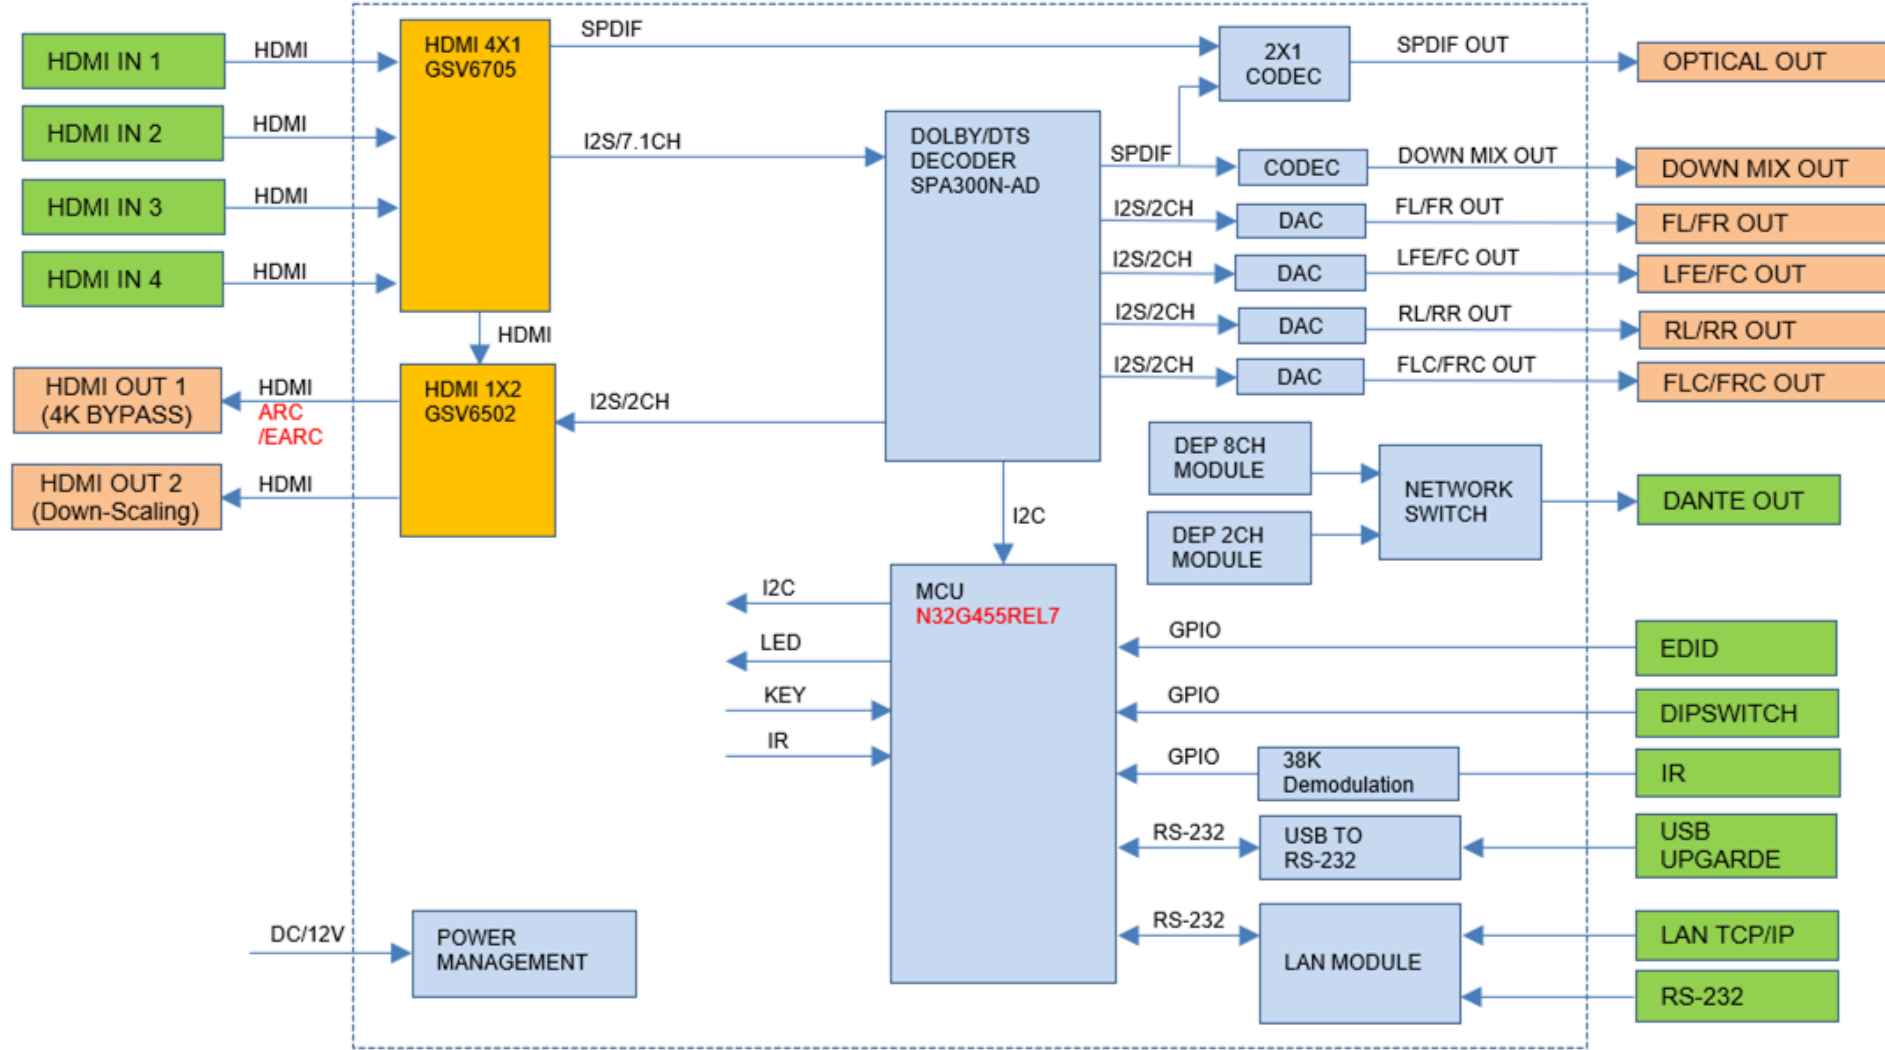 HDMI IN 1
HDMI
HDMI 4X1
GSV6705
SPDIF
2X1
CODEC
SPDIF OUT
OPTICAL OUT
HDMI IN 2
HDMI
I2S/7.1CH
DOLBY/DTS
DECODER
SPA300N-AD
SPDIF
CODEC
DOWN MIX OUT
DOWN MIX OUT
HDMI IN 3
HDMI
I2S/2CH
DAC
FL/FR OUT
FL/FR OUT
HDMI IN 4
HDMI
I2S/2CH
DAC
LFE/FC OUT
LFE/FC OUT
HDMI
I2S/2CH
DAC
RL/RR OUT
RL/RR OUT
I2S/2CH
DAC
FLC/FRC OUT
FLC/FRC OUT
HDMI OUT 1
(4K BYPASS)
HDMI
ARC
/EARC
HDMI 1X2
GSV6502
I2S/2CH
HDMI OUT 2
(Down-Scaling)
HDMI
DEP 8CH
MODULE
NETWORK
SWITCH
DANTE OUT
DEP 2CH
MODULE
I2C
I2C
MCU
N32G455REL7
LED
KEY
IR
GPIO
EDID
GPIO
DIPSWITCH
GPIO
38K
Demodulation
IR
RS-232
USB TO
RS-232
USB
UPGARDE
RS-232
LAN MODULE
LAN TCP/IP
RS-232
DC/12V
POWER
MANAGEMENT